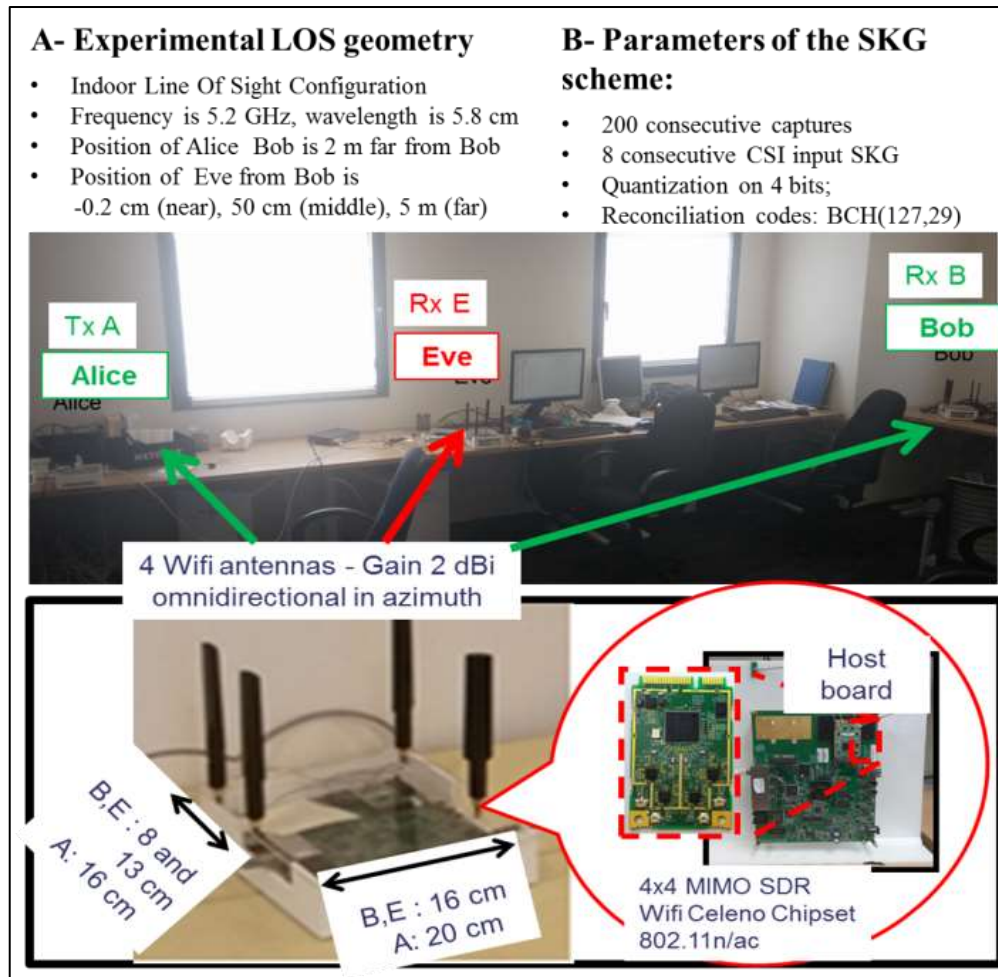 A- Experimental LOS geometry
• Indoor Line Of Sight Configuration
• Frequency is 5.2 GHz, wavelength is 5.8 cm
• Position of Alice Bob is 2 m far from Bob
• Position of Eve from Bob is
-0.2 cm (near), 50 cm (middle), 5 m (far)
B- Parameters of the SKG
scheme:
• 200 consecutive captures
• 8 consecutive CSI input SKG
• Quantization on 4 bits;
• Reconciliation codes: BCH(127,29)
Tx A
Alice
Alice
Rx E
Eve
Eve
Rx B
Bob
Bob
4 Wifi antennas - Gain 2 dBi
omnidirectional in azimuth
B,E : 8 and
13 cm
A: 16 cm
B,E : 16 cm
A: 20 cm
Host
board
4x4 MIMO SDR
Wifi Celeno Chipset
802.11n/ac